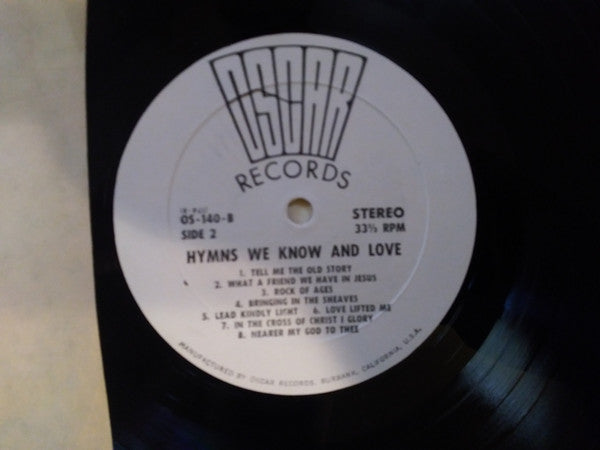 OSCAR
RECORDS
OS-140-B STEREO
SIDE 2 33⅓ RPM
HYMNS WE KNOW AND LOVE
1. TELL ME THE OLD STORY
2. WHAT A FRIEND WE HAVE IN JESUS
3. ROCK OF AGES
4. BRINGING IN THE SHEAVES
5. LEAD KINDLY LIGHT 6. LOVE LIFTED ME
7. IN THE CROSS OF CHRIST I GLORY
8. NEARER MY GOD TO THEE
MANUFACTURED BY OSCAR RECORDS, BURBANK, CALIFORNIA, U.S.A.